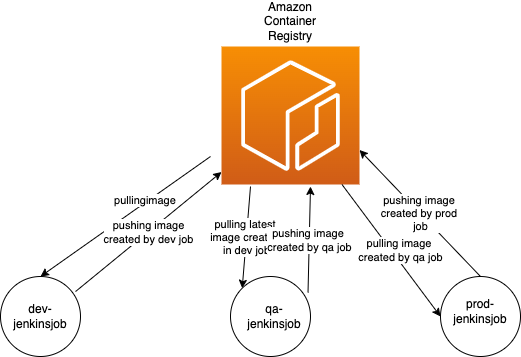 Amazon
Container
Registry
pullingimage
pushing image
created by dev job
pulling latest
image creat
in dev job
pushing image
created by qa job
pushing image
created by prod
job
pulling image
created by qa job
dev-
jenkinsjob
qa-
jenkinsjob
prod-
jenkinsjob